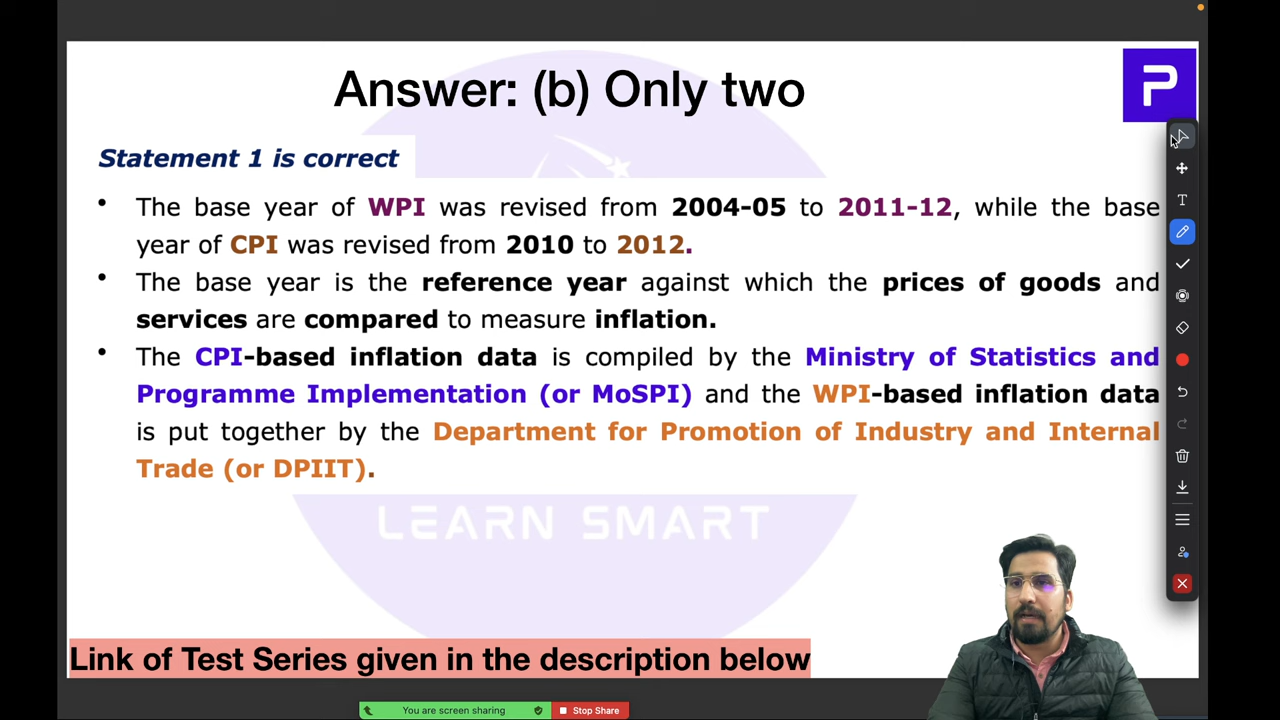 Answer: (b) Only two
P
Statement 1 is correct
• The base year of WPI was revised from 2004-05 to 2011-12, while the base
year of CPI was revised from 2010 to 2012.
• The base year is the reference year against which the prices of goods and
services are compared to measure inflation.
• The CPI-based inflation data is compiled by the Ministry of Statistics and
Programme Implementation (or MoSPI) and the WPI-based inflation data
is put together by the Department for Promotion of Industry and Internal
Trade (or DPIIT).
LEARN SMART
Link of Test Series given in the description below
You are screen sharing
Stop Share
T